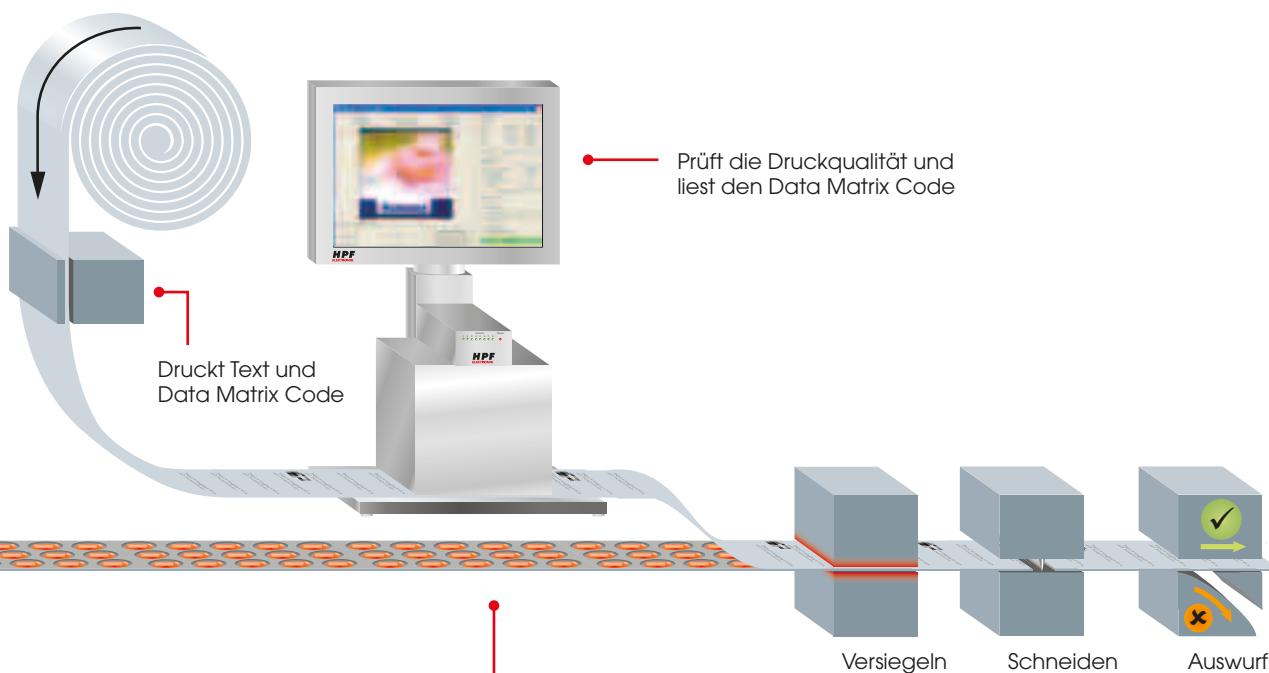 Prüft die Druckqualität und
liest den Data Matrix Code
HPF
ELECTRONIK
HPF
Druckt Text und
Data Matrix Code
Versiegeln
Schneiden
Auswurf